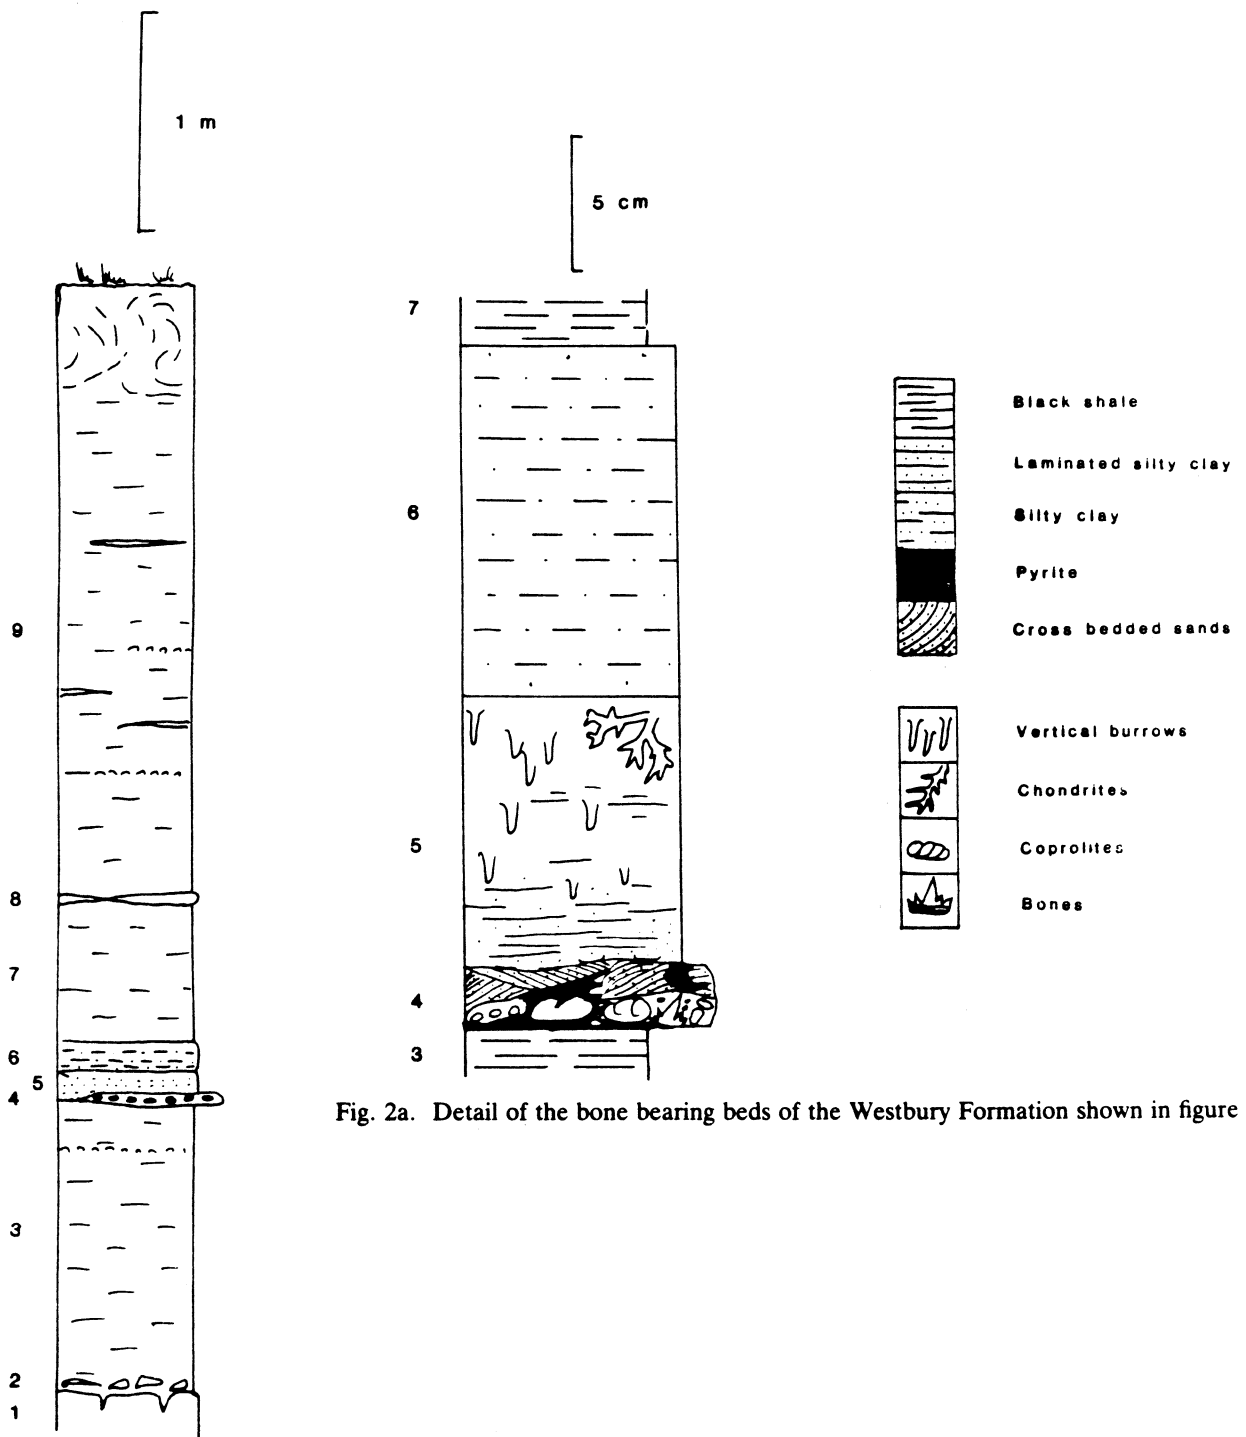 1 m
9
8
7
6
5
4
3
2
1
5 cm
7
6
5
4
3
Black shale
Laminated silty clay
Silty clay
Pyrite
Cross bedded sands
Vertical burrows
Chondrites
Coprolites
Bones
Fig. 2a. Detail of the bone bearing beds of the Westbury Formation shown in figure